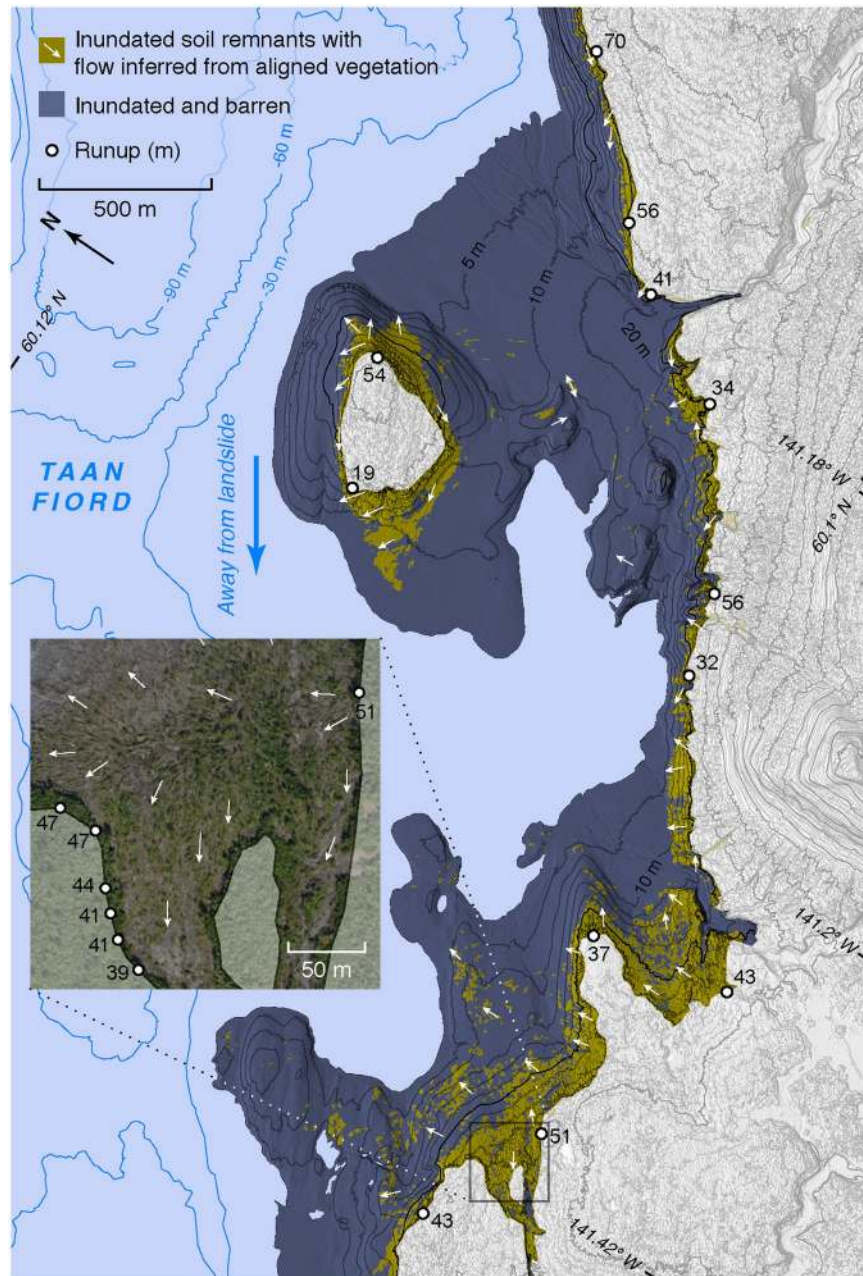 Inundated soil remnants with
flow inferred from aligned vegetation
Inundated and barren
Runup (m)
500 m
N
60.12° N
-60 m
-90 m
-30 m
70
56
41
5 m
10 m
20 m
54
34
141.18° W
60.1° N
TAAN
FIORD
Away from landslide
19
56
32
51
47
47
44
41
41
39
50 m
10 m
141.2° W
37
43
51
43
141.42° W